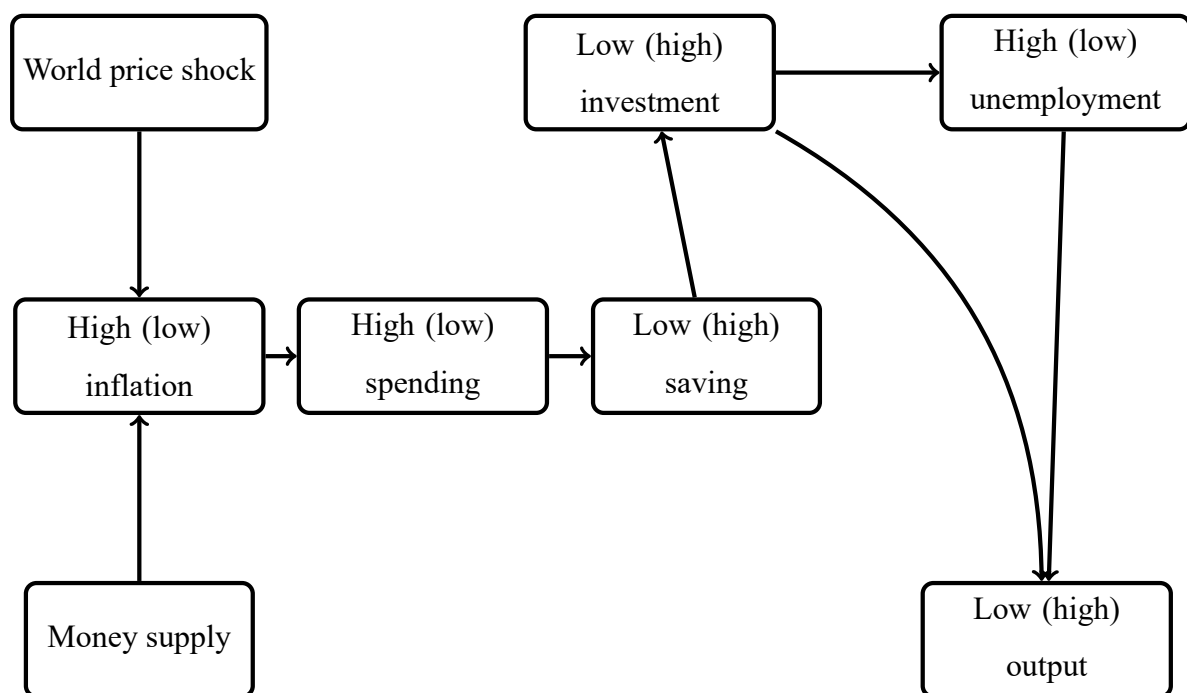 World price shock
Low (high)
investment
High (low)
unemployment
High (low)
inflation
High (low)
spending
Low (high)
saving
Money supply
Low (high)
output